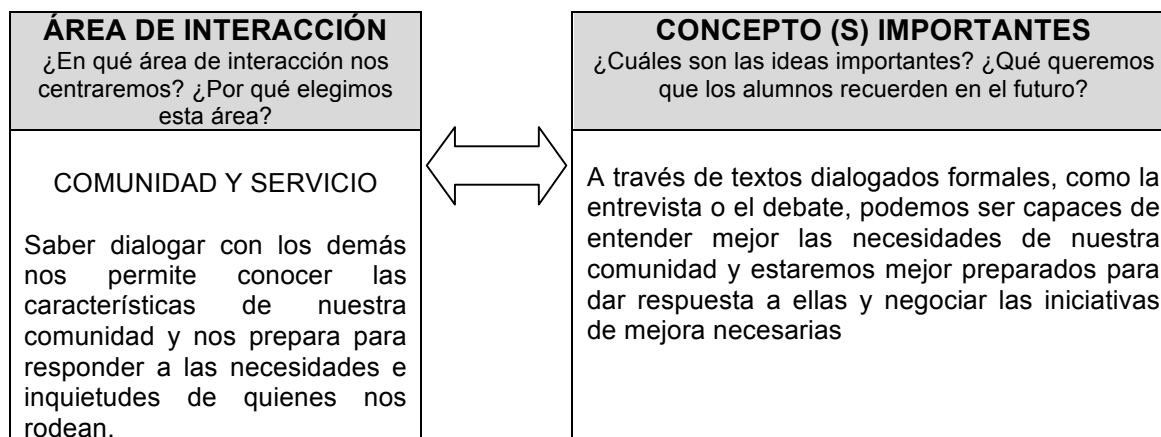 ÁREA DE INTERACCIÓN
¿En qué área de interacción nos
centraremos? ¿Por qué elegimos
esta área?
COMUNIDAD Y SERVICIO
Saber dialogar con los demás
nos permite conocer las
características de nuestra
comunidad y nos prepara para
responder a las necesidades e
inquietudes de quienes nos
rodean.
CONCEPTO (S) IMPORTANTES
¿Cuáles son las ideas importantes? ¿Qué queremos
que los alumnos recuerden en el futuro?
A través de textos dialogados formales, como la
entrevista o el debate, podemos ser capaces de
entender mejor las necesidades de nuestra
comunidad y estaremos mejor preparados para
dar respuesta a ellas y negociar las iniciativas
de mejora necesarias